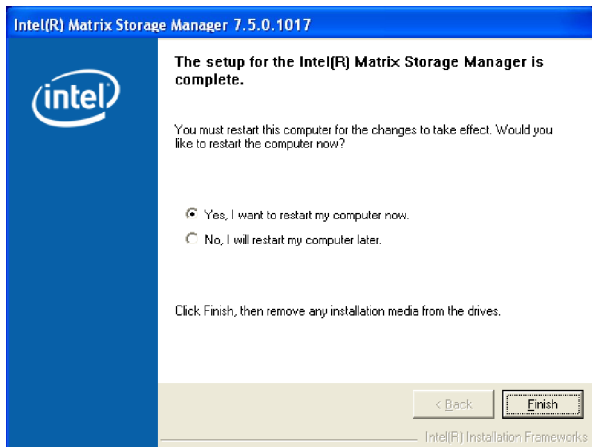 Intel(R) Matrix Storage Manager 7.5.0.1017
intel
The setup for the Intel(R) Matrix Storage Manager is
complete.
You must restart this computer for the changes to take effect. Would you
like to restart the computer now?
Yes, I want to restart my computer now.
No, I will restart my computer later.
Click Finish, then remove any installation media from the drives.
< Back
Finish
Intel(R) Installation Frameworks